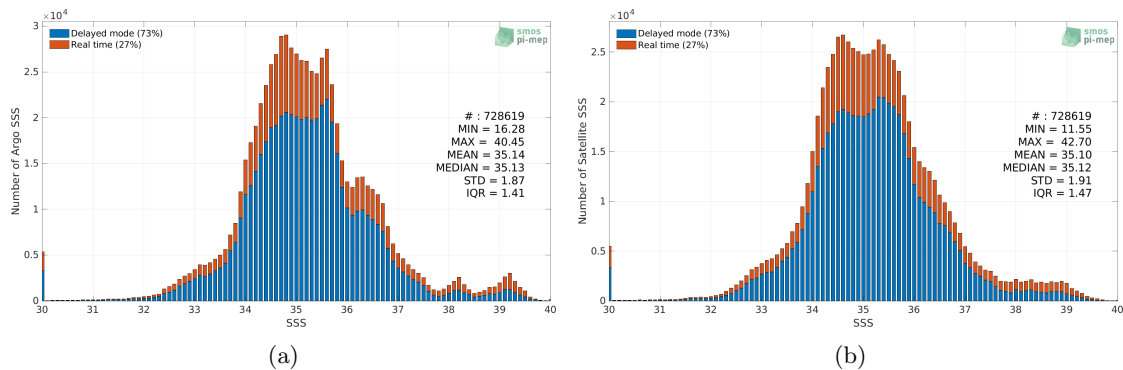 ×10⁴
Delayed mode (73%)
Real time (27%)
smos
pi-mep
# : 728619
MIN = 16.28
MAX = 40.45
MEAN = 35.14
MEDIAN = 35.13
STD = 1.87
IQR = 1.41
Number of Argo SSS
3
2.5
2
1.5
1
0.5
0
30 31 32 33 34 35 36 37 38 39 40
SSS
(a)
×10⁴
Delayed mode (73%)
Real time (27%)
smos
pi-mep
# : 728619
MIN = 11.55
MAX = 42.70
MEAN = 35.10
MEDIAN = 35.12
STD = 1.91
IQR = 1.47
Number of Satellite SSS
2.5
2
1.5
1
0.5
0
30 31 32 33 34 35 36 37 38 39 40
SSS
(b)